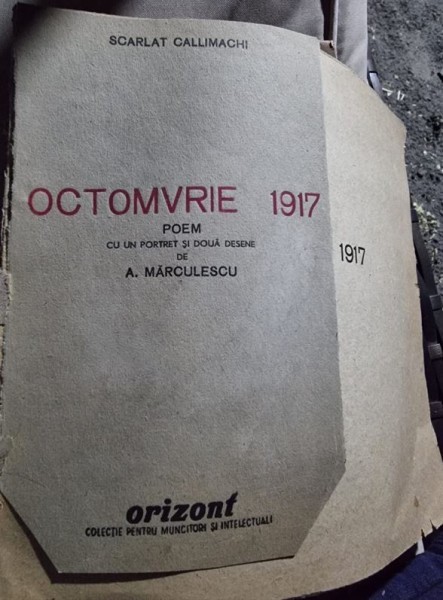 SCARLAT CALLIMACHI
OCTOMVRIE 1917
POEM
CU UN PORTRET ȘI DOUĂ DESENE
DE
A. MĂRCULESCU
1917
orizont
COLECȚIE PENTRU MUNCITORI ȘI INTELECTUALI